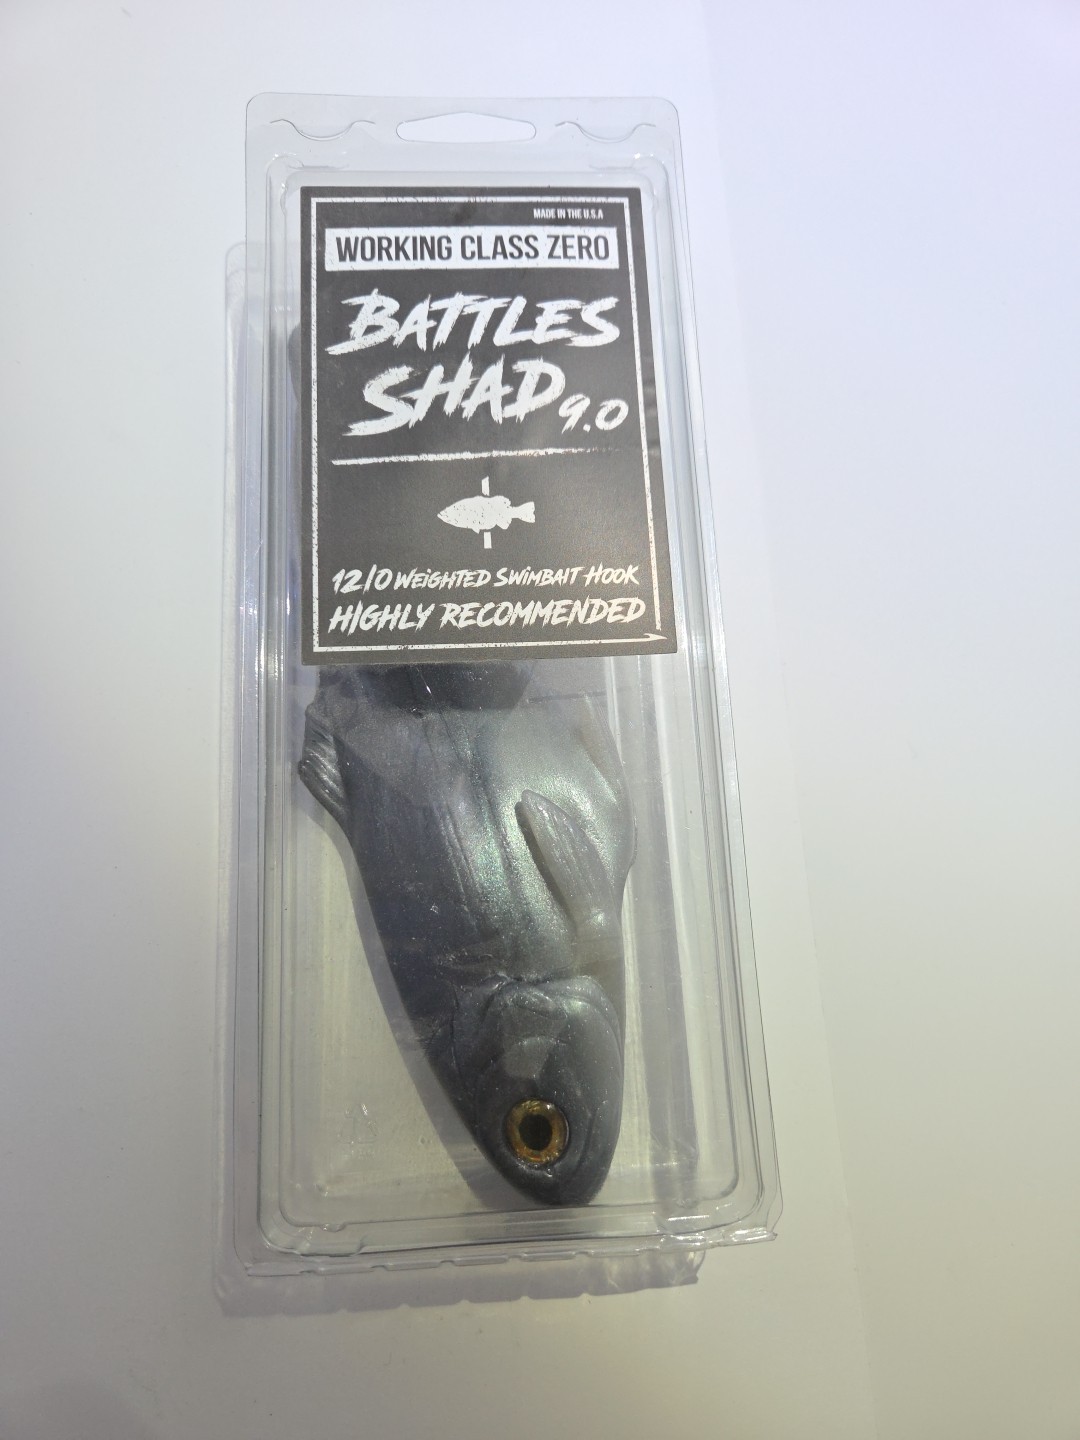 MADE IN THE U.S.A
WORKING CLASS ZERO
BATTLES
SHAD 9.0
12/0 WEIGHTED SWIMBAIT HOOK
HIGHLY RECOMMENDED